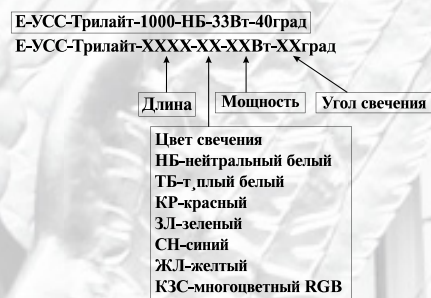 Е-УСС-Трилайт-1000-НБ-33Вт-40град
Е-УСС-Трилайт-ХХХХ-ХХ-ХХВт-ХХград
Длина Мощность Угол свечения
Цвет свечения
НБ-нейтральный белый
ТБ-т¸плый белый
КР-красный
ЗЛ-зеленый
СН-синий
ЖЛ-желтый
КЗС-многоцветный RGB